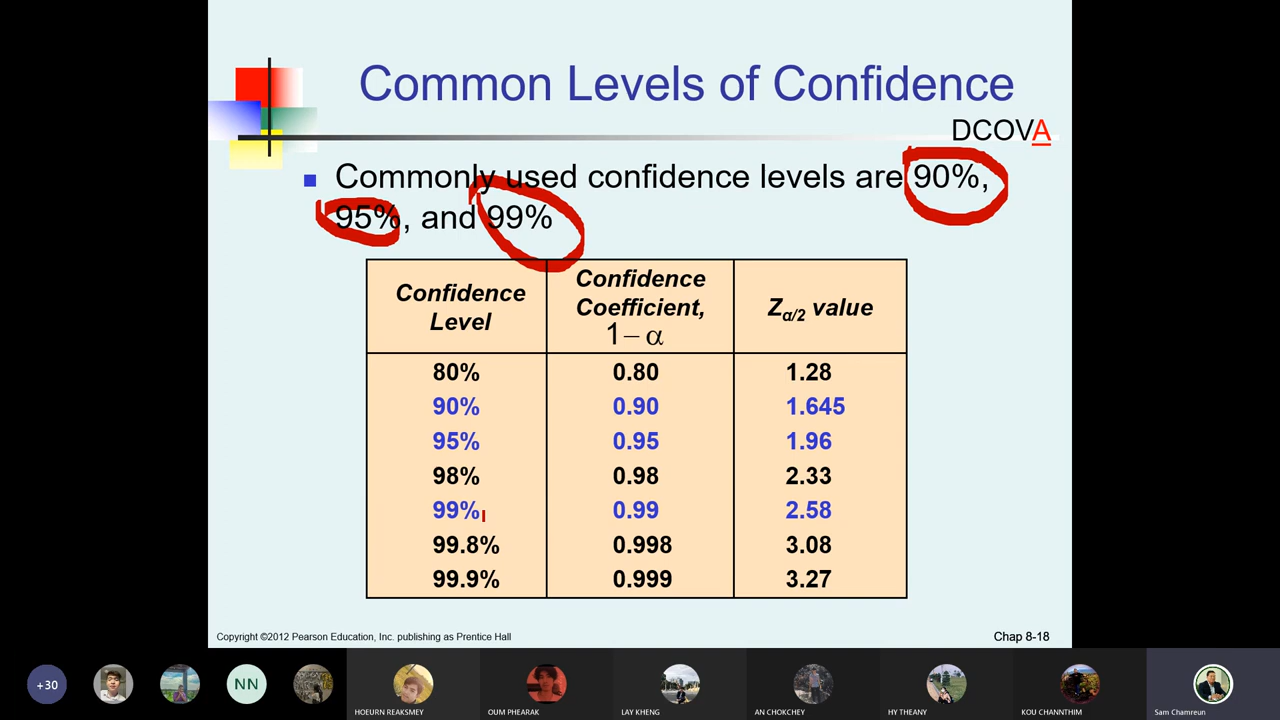 Common Levels of Confidence
DCOVA
Commonly used confidence levels are 90%,
95%, and 99%
Confidence Level
Confidence Coefficient, 1 – α
Zα/2 value
80% 0.80 1.28
90% 0.90 1.645
95% 0.95 1.96
98% 0.98 2.33
99% 0.99 2.58
99.8% 0.998 3.08
99.9% 0.999 3.27
Copyright ©2012 Pearson Education, Inc. publishing as Prentice Hall
Chap 8-18
+30
NN
HOEURN REAKSMEY
OUM PHEARAK
LAY KHENG
AN CHOKCHEY
HY THEANY
KOU CHANNTHIM
Sam Chamreun